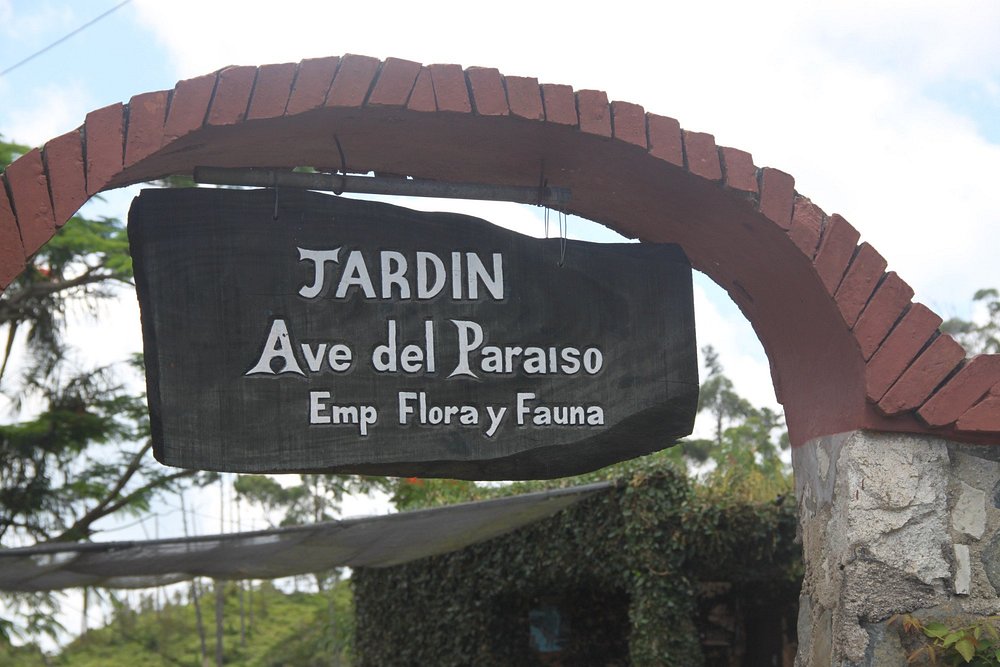 JARDIN
Ave del Paraiso
Emp Flora y Fauna